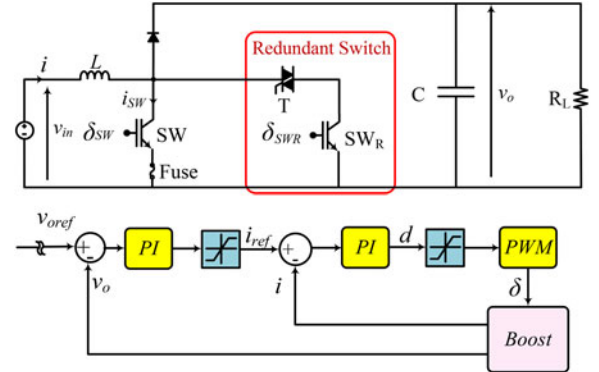 Redundant Switch
i
L
i_SW
T
δ_SW
SW
δ_SWR
SW_R
v_in
Fuse
C
v_o
R_L
v_oref
+
-
v_o
PI
i_ref
+
-
i
PI
d
PWM
δ
Boost